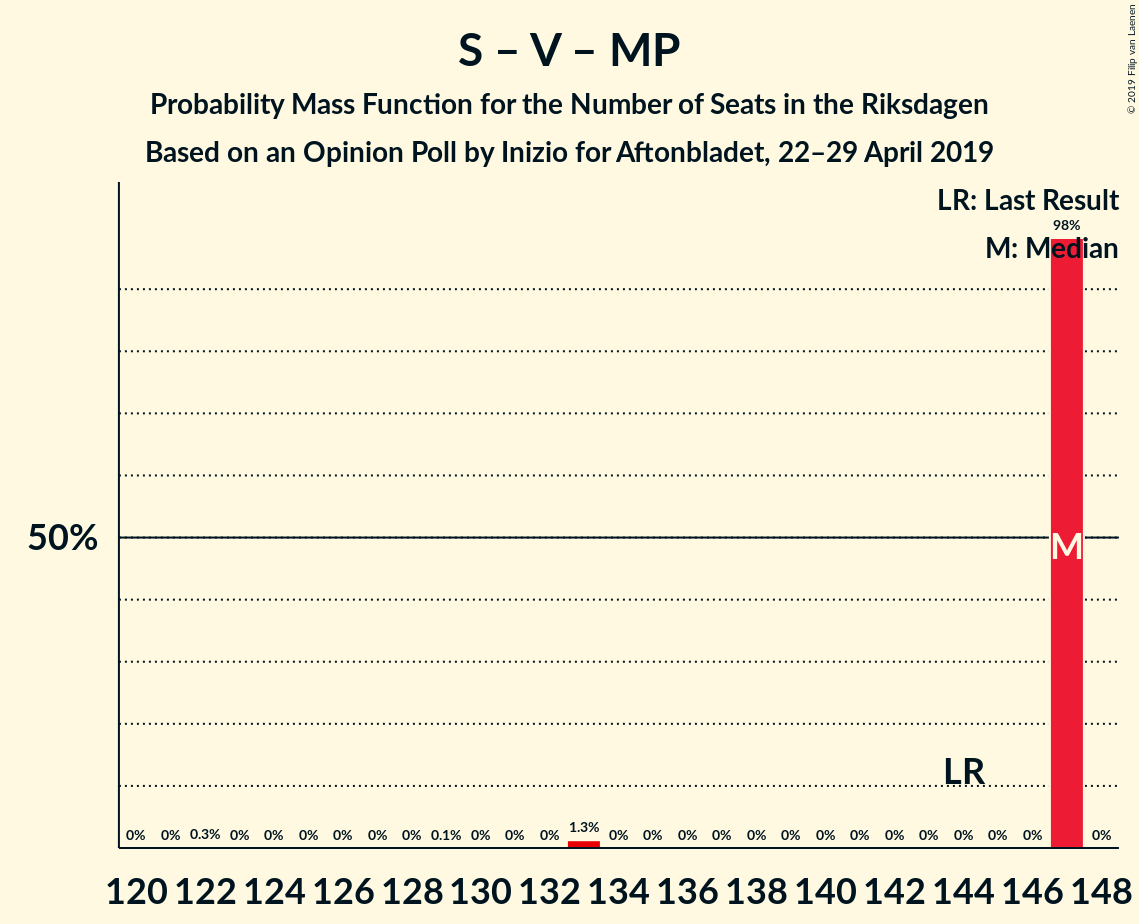 S – V – MP
Probability Mass Function for the Number of Seats in the Riksdagen
Based on an Opinion Poll by Inizio for Aftonbladet, 22–29 April 2019
© 2019 Filip van Laenen
LR: Last Result
98%
M: Median
50%
M
LR
0% 0% 0.3% 0% 0% 0% 0% 0% 0% 0.1% 0% 0% 0% 1.3% 0% 0% 0% 0% 0% 0% 0% 0% 0% 0% 0% 0% 0% 0%
120 122 124 126 128 130 132 134 136 138 140 142 144 146 148